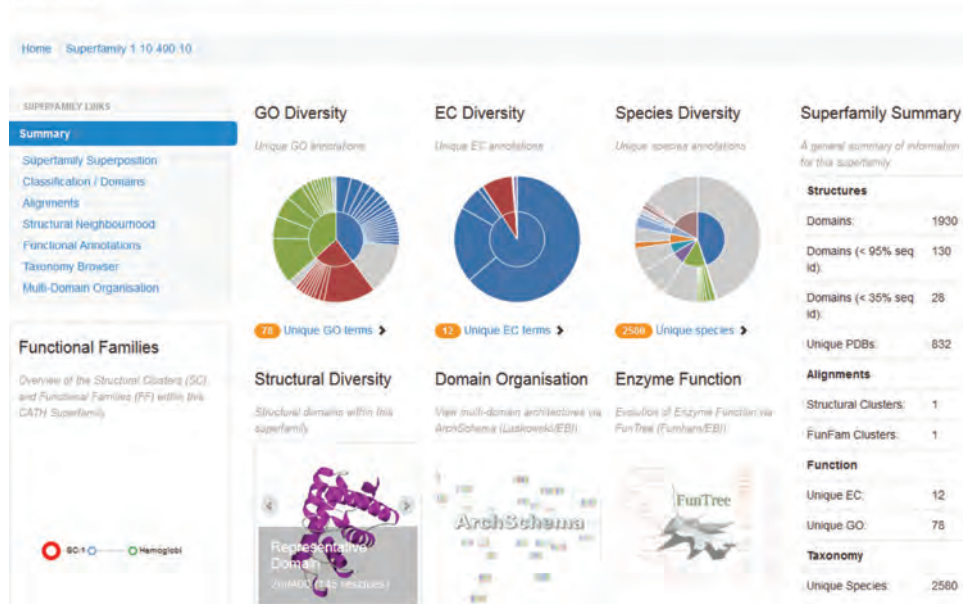 Home Superfamily 1.10.490.10
SUPERFAMILY LINKS
Summary
Superfamily Superposition
Classification / Domains
Alignments
Structural Neighbourhood
Functional Annotations
Taxonomy Browser
Multi-Domain Organisation
Functional Families
Overview of the Structural Clusters (SC)
and Functional Families (FF) within this
CATH Superfamily
SC:1
Hemoglobi
GO Diversity
Unique GO annotations
78 Unique GO terms
EC Diversity
Unique EC annotations
12 Unique EC terms
Species Diversity
Unique species annotations
2580 Unique species
Structural Diversity
Structural domains within this
superfamily
Representative
Domain
(145 residues)
Domain Organisation
View multi-domain architectures via
ArchSchema (Laskowski/EBI)
ArchSchema
Enzyme Function
Evolution of Enzyme Function via
FunTree (Furnham/EBI)
FunTree
Superfamily Summary
A general summary of information
for this superfamily.
Structures
Domains: 1930
Domains (< 95% seq 130
id):
Domains (< 35% seq 28
id):
Unique PDBs: 832
Alignments
Structural Clusters: 1
FunFam Clusters: 1
Function
Unique EC: 12
Unique GO: 78
Taxonomy
Unique Species: 2580